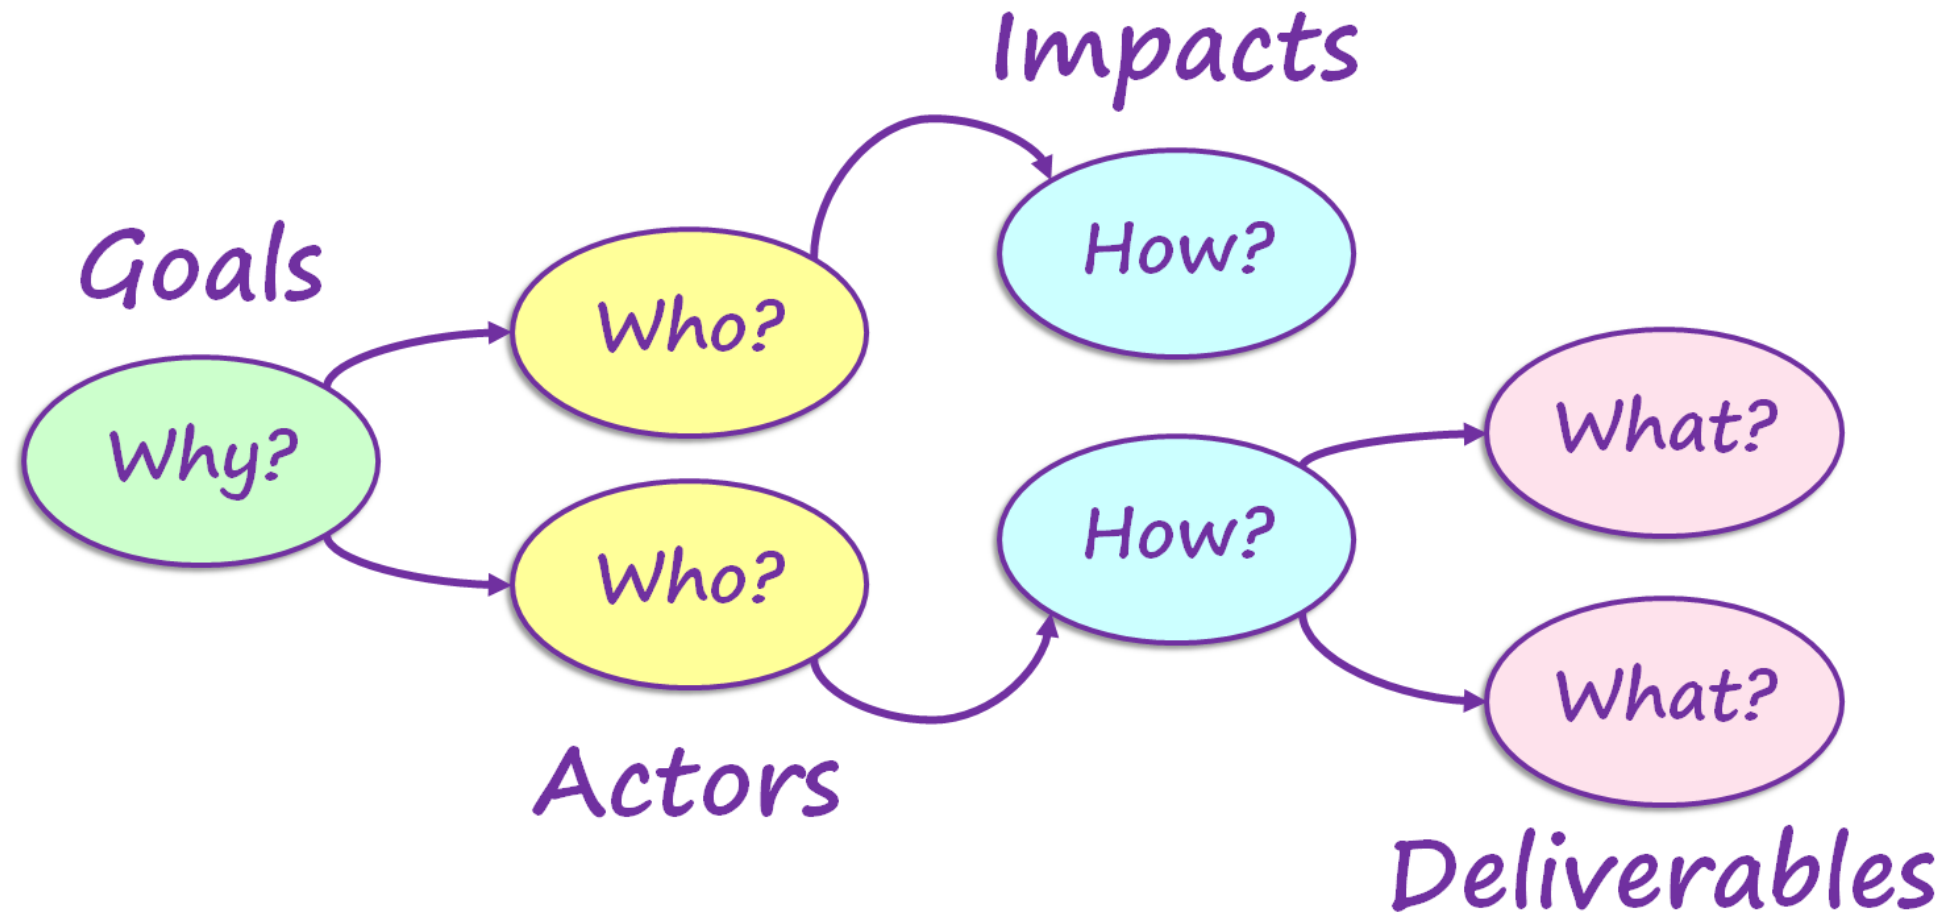 Goals
Why?
Who?
Who?
Actors
Impacts
How?
How?
What?
What?
Deliverables